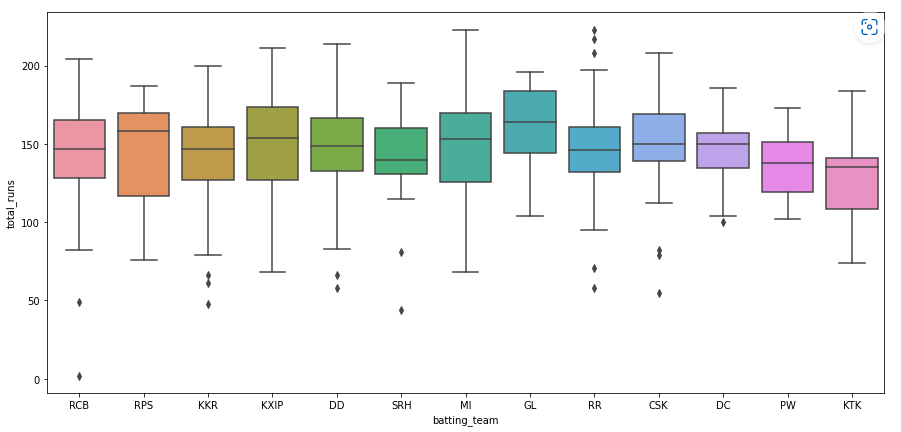 200
150
100
50
0
total_runs
RCB RPS KKR KXIP DD SRH MI GL RR CSK DC PW KTK
batting_team